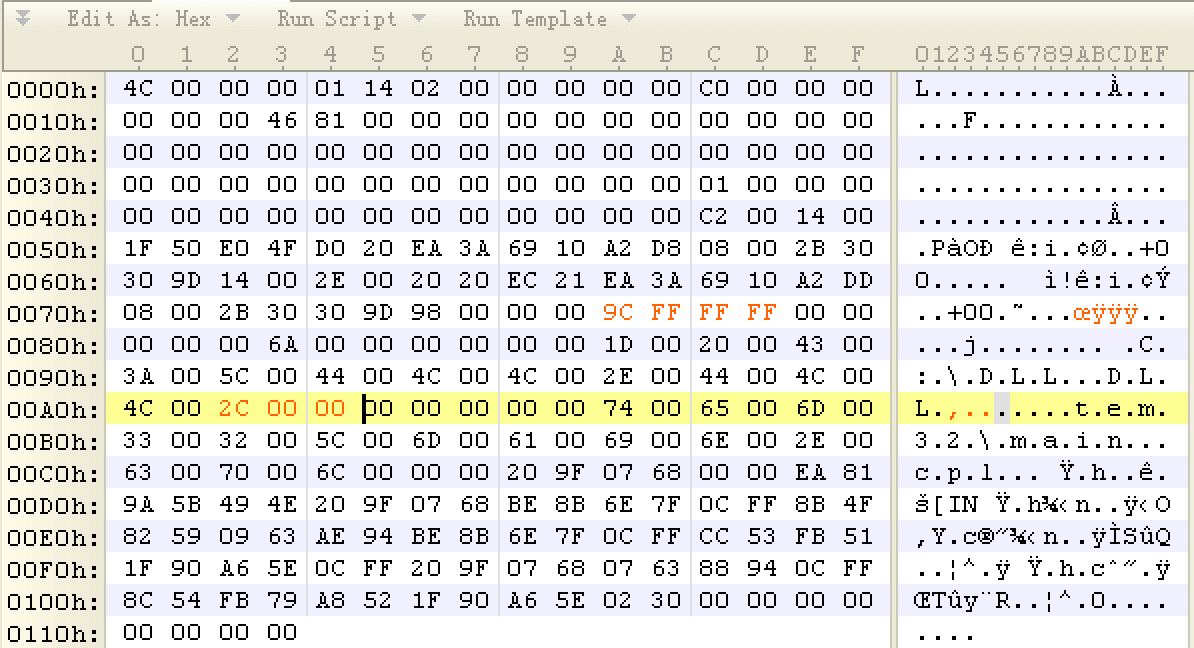 Edit As: Hex Run Script Run Template
0 1 2 3 4 5 6 7 8 9 A B C D E F 0123456789ABCDEF
0000h: 4C 00 00 00 01 14 02 00 00 00 00 00 C0 00 00 00 L...........À...
0010h: 00 00 00 46 81 00 00 00 00 00 00 00 00 00 00 00 ...F............
0020h: 00 00 00 00 00 00 00 00 00 00 00 00 00 00 00 00 ................
0030h: 00 00 00 00 00 00 00 00 00 00 00 00 01 00 00 00 ................
0040h: 00 00 00 00 00 00 00 00 00 00 00 00 C2 00 14 00 ............Â...
0050h: 1F 50 E0 4F D0 20 EA 3A 69 10 A2 D8 08 00 2B 30 .PàOÐ ê:i.¢Ø..+0
0060h: 30 9D 14 00 2E 00 20 20 EC 21 EA 3A 69 10 A2 DD 0.....  ì!ê:i.¢Ý
0070h: 08 00 2B 30 30 9D 98 00 00 00 9C FF FF FF 00 00 ..+00.˜...œÿÿÿ..
0080h: 00 00 00 6A 00 00 00 00 00 00 1D 00 20 00 43 00 ...j........ .C.
0090h: 3A 00 5C 00 44 00 4C 00 4C 00 2E 00 44 00 4C 00 :.\.D.L.L...D.L.
00A0h: 4C 00 2C 00 00 00 00 00 00 00 74 00 65 00 6D 00 L.,.......t.e.m.
00B0h: 33 00 32 00 5C 00 6D 00 61 00 69 00 6E 00 2E 00 3.2.\.m.a.i.n...
00C0h: 63 00 70 00 6C 00 00 00 20 9F 07 68 00 00 EA 81 c.p.l... Ÿ.h..ê.
00D0h: 9A 5B 49 4E 20 9F 07 68 BE 8B 6E 7F 0C FF 8B 4F š[IN Ÿ.h¾‹n..ÿ‹O
00E0h: 82 59 09 63 AE 94 BE 8B 6E 7F 0C FF CC 53 FB 51 ‚Y.c®”¾‹n..ÿÌSûQ
00F0h: 1F 90 A6 5E 0C FF 20 9F 07 68 07 63 88 94 0C FF ..¦^.ÿ Ÿ.h.cˆ”.ÿ
0100h: 8C 54 FB 79 A8 52 1F 90 A6 5E 02 30 00 00 00 00 ŒTûy¨R..¦^.0....
0110h: 00 00 00 00 ....